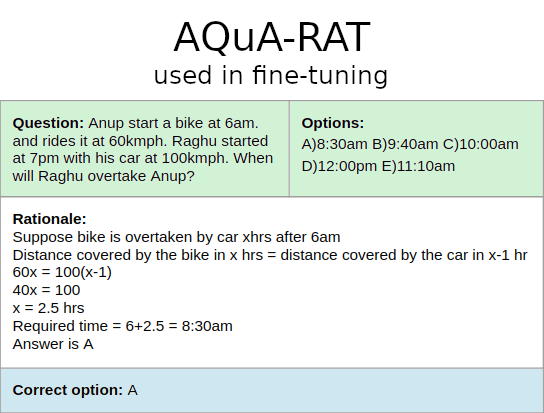 AQuA-RAT
used in fine-tuning
Question: Anup start a bike at 6am.
and rides it at 60kmph. Raghu started
at 7pm with his car at 100kmph. When
will Raghu overtake Anup?
Options:
A)8:30am B)9:40am C)10:00am
D)12:00pm E)11:10am
Rationale:
Suppose bike is overtaken by car xhrs after 6am
Distance covered by the bike in x hrs = distance covered by the car in x-1 hr
60x = 100(x-1)
40x = 100
x = 2.5 hrs
Required time = 6+2.5 = 8:30am
Answer is A
Correct option: A